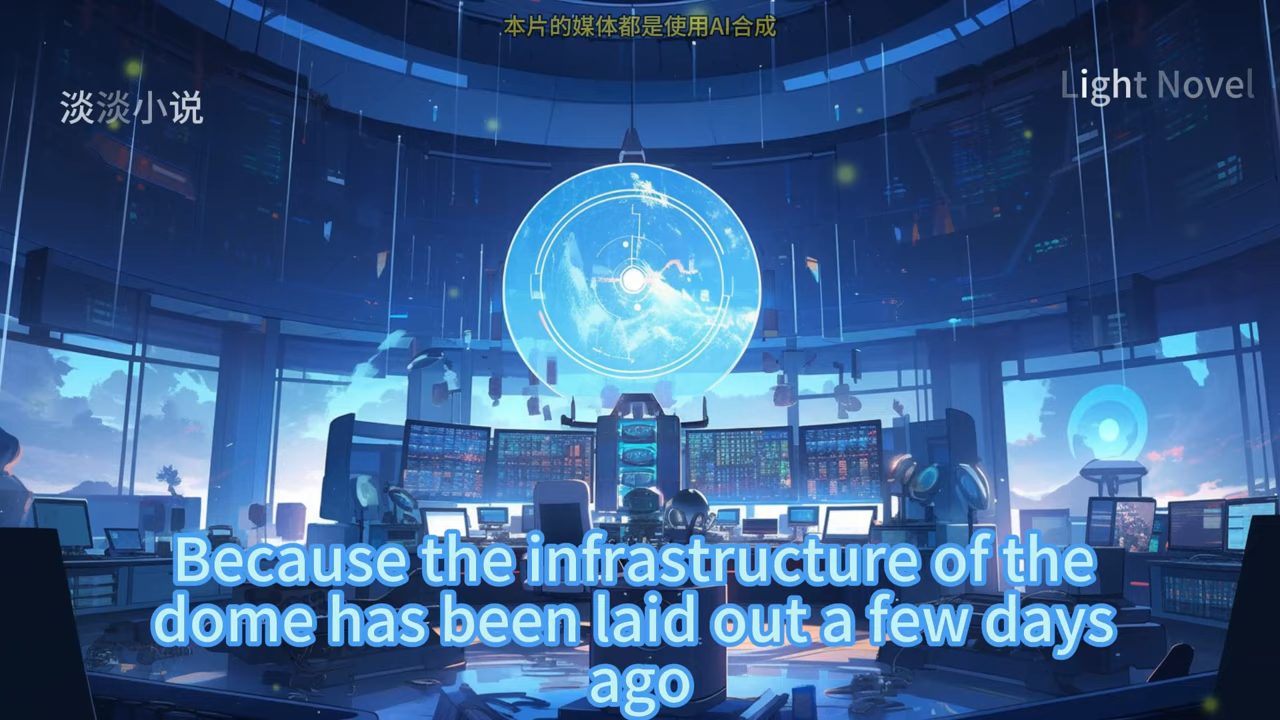 本片的媒体都是使用AI合成
淡淡小说
Light Novel
Because the infrastructure of the
dome has been laid out a few days
ago